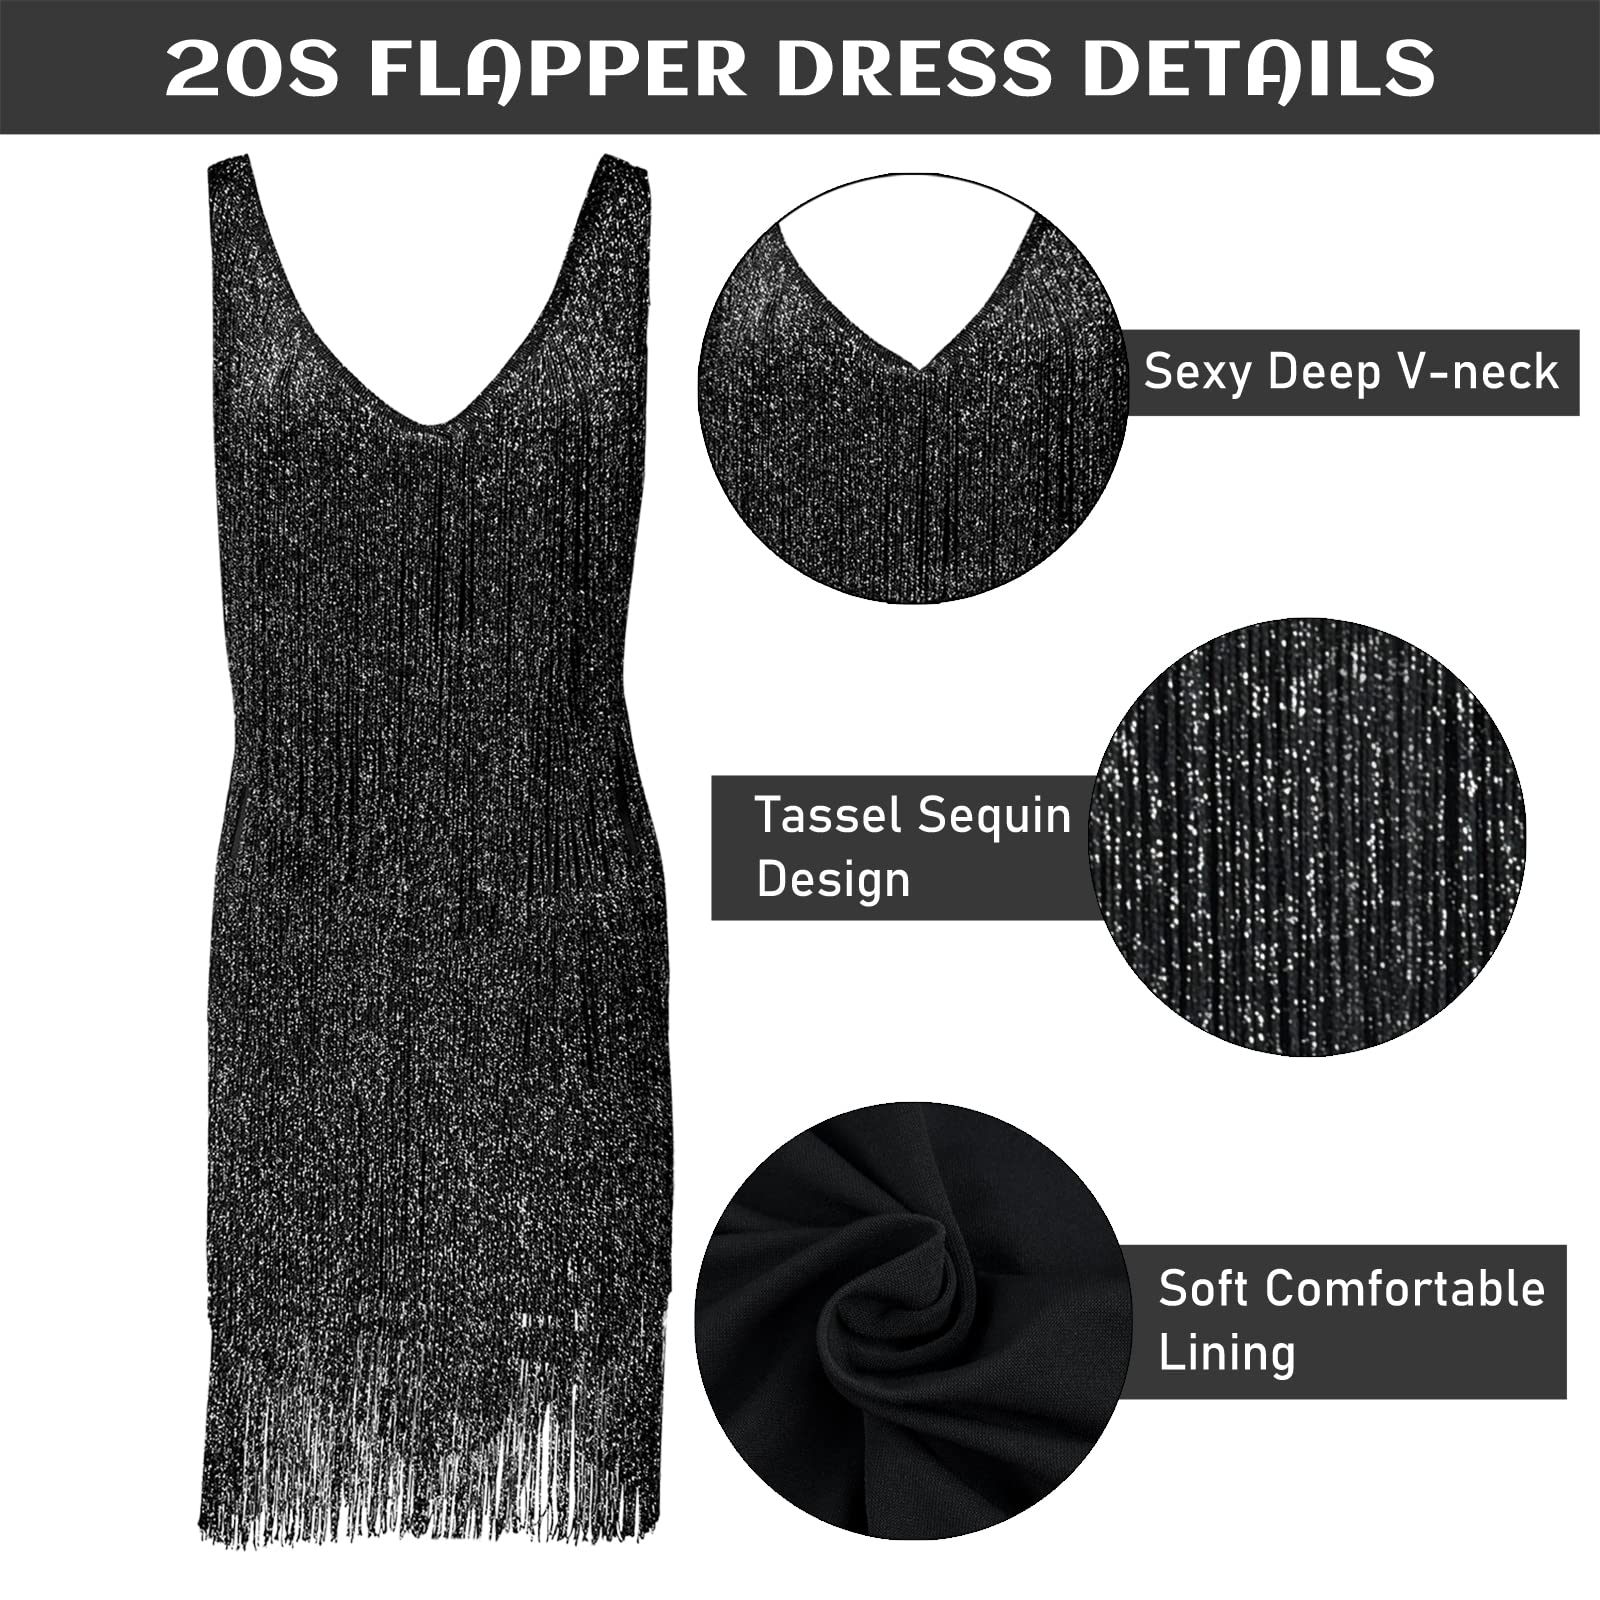 20S FLAPPER DRESS DETAILS
Sexy Deep V-neck
Tassel Sequin
Design
Soft Comfortable
Lining